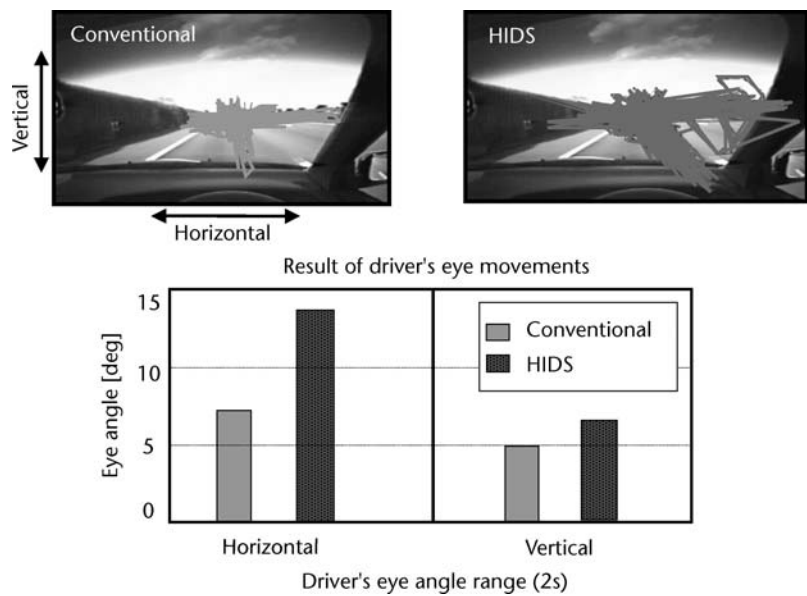 Conventional
HIDS
Vertical
Horizontal
Result of driver's eye movements
Eye angle [deg]
15
10
5
0
Conventional
HIDS
Horizontal
Vertical
Driver's eye angle range (2s)